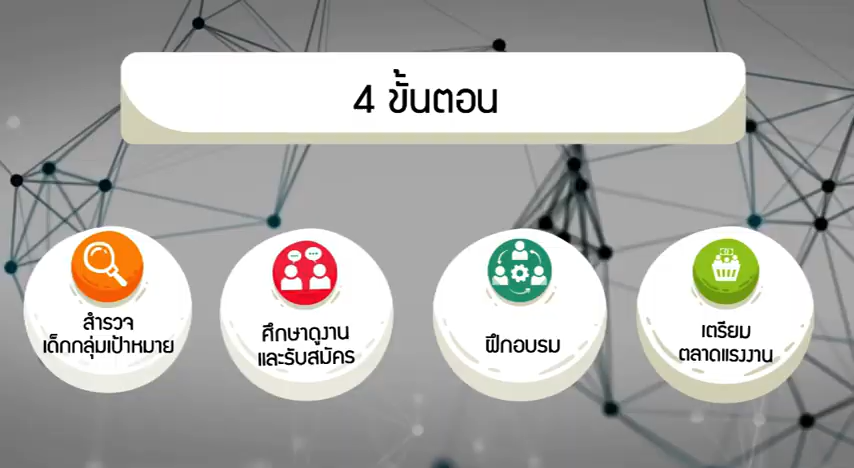 4 ขั้นตอน
สำรวจ
เด็กกลุ่มเป้าหมาย
ศึกษาดูงาน
และรับสมัคร
ฝึกอบรม
เตรียม
ตลาดแรงงาน